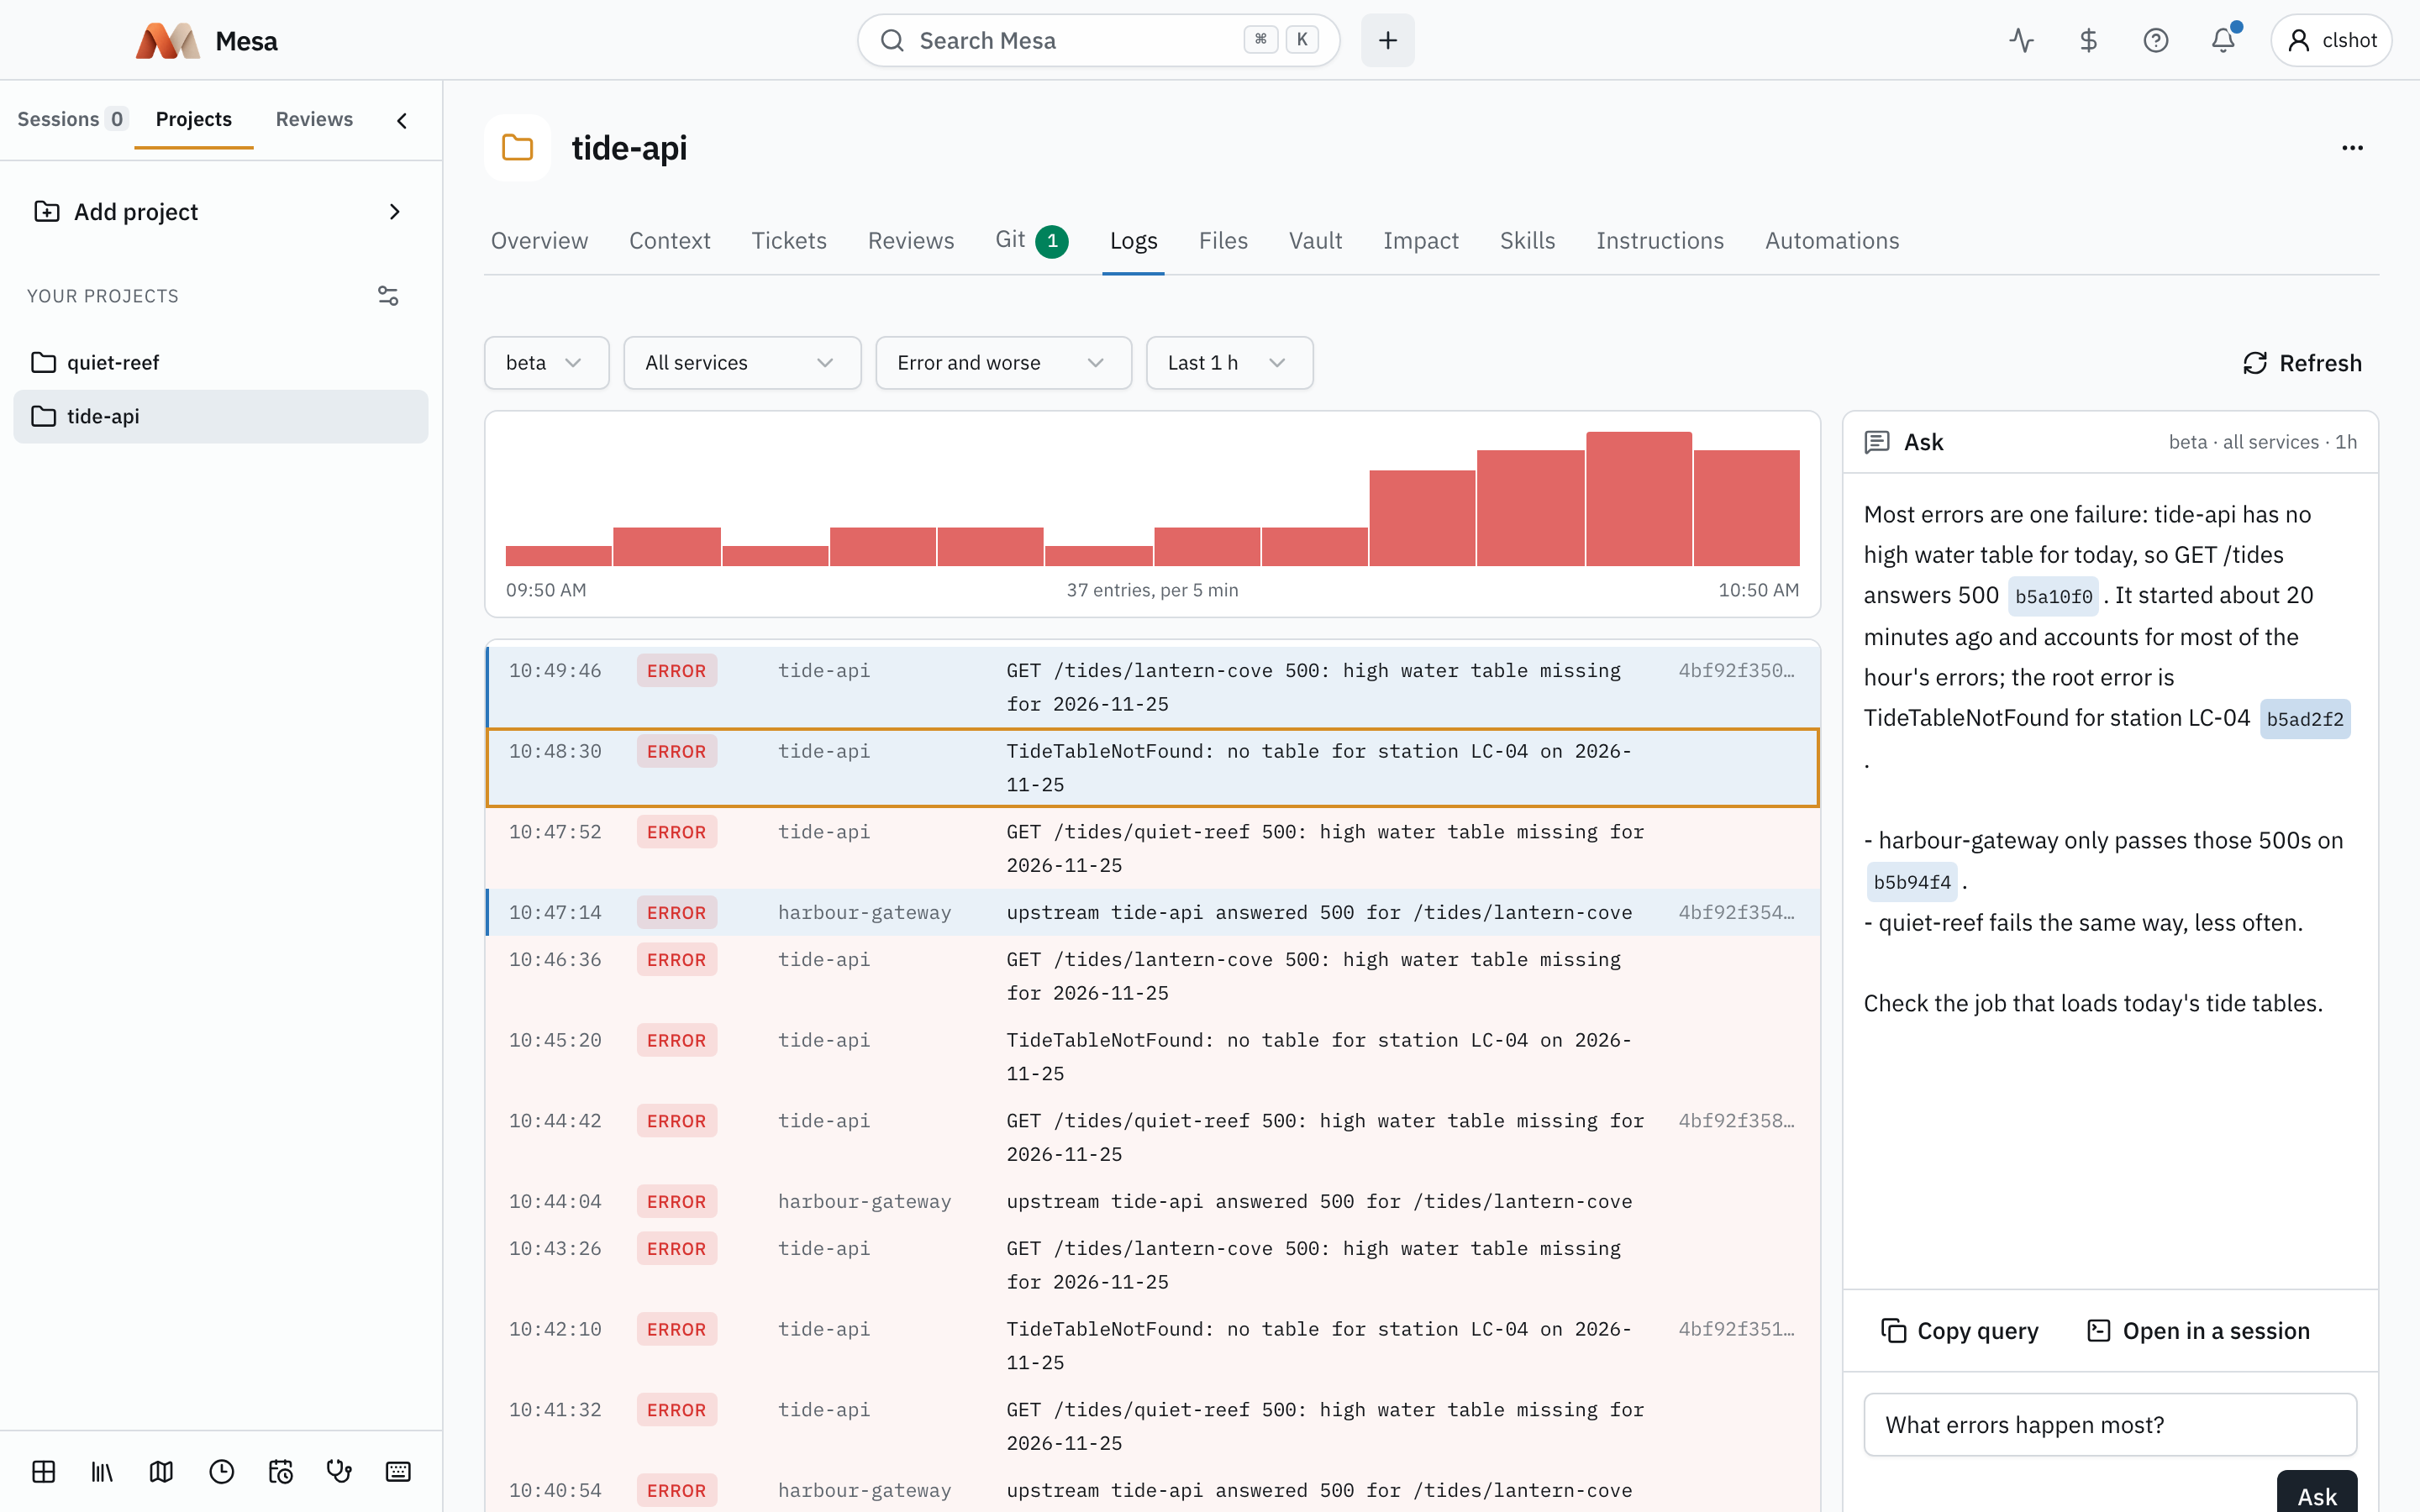 Mesa
Search Mesa
⌘ K
clshot
Sessions 0
Projects
Reviews
Add project
YOUR PROJECTS
quiet-reef
tide-api
tide-api
Overview
Context
Tickets
Reviews
Git 1
Logs
Files
Vault
Impact
Skills
Instructions
Automations
beta
All services
Error and worse
Last 1 h
Refresh
09:50 AM
37 entries, per 5 min
10:50 AM
10:49:46 ERROR tide-api GET /tides/lantern-cove 500: high water table missing 4bf92f350…
for 2026-11-25
10:48:30 ERROR tide-api TideTableNotFound: no table for station LC-04 on 2026-
11-25
10:47:52 ERROR tide-api GET /tides/quiet-reef 500: high water table missing for
2026-11-25
10:47:14 ERROR harbour-gateway upstream tide-api answered 500 for /tides/lantern-cove 4bf92f354…
10:46:36 ERROR tide-api GET /tides/lantern-cove 500: high water table missing
for 2026-11-25
10:45:20 ERROR tide-api TideTableNotFound: no table for station LC-04 on 2026-
11-25
10:44:42 ERROR tide-api GET /tides/quiet-reef 500: high water table missing for 4bf92f358…
2026-11-25
10:44:04 ERROR harbour-gateway upstream tide-api answered 500 for /tides/lantern-cove
10:43:26 ERROR tide-api GET /tides/lantern-cove 500: high water table missing
for 2026-11-25
10:42:10 ERROR tide-api TideTableNotFound: no table for station LC-04 on 2026- 4bf92f351…
11-25
10:41:32 ERROR tide-api GET /tides/quiet-reef 500: high water table missing for
2026-11-25
10:40:54 ERROR harbour-gateway upstream tide-api answered 500 for /tides/lantern-cove
Ask
beta · all services · 1h
Most errors are one failure: tide-api has no
high water table for today, so GET /tides
answers 500 b5a10f0 . It started about 20
minutes ago and accounts for most of the
hour's errors; the root error is
TideTableNotFound for station LC-04 b5ad2f2
.
- harbour-gateway only passes those 500s on
b5b94f4 .
- quiet-reef fails the same way, less often.
Check the job that loads today's tide tables.
Copy query
Open in a session
What errors happen most?
Ask